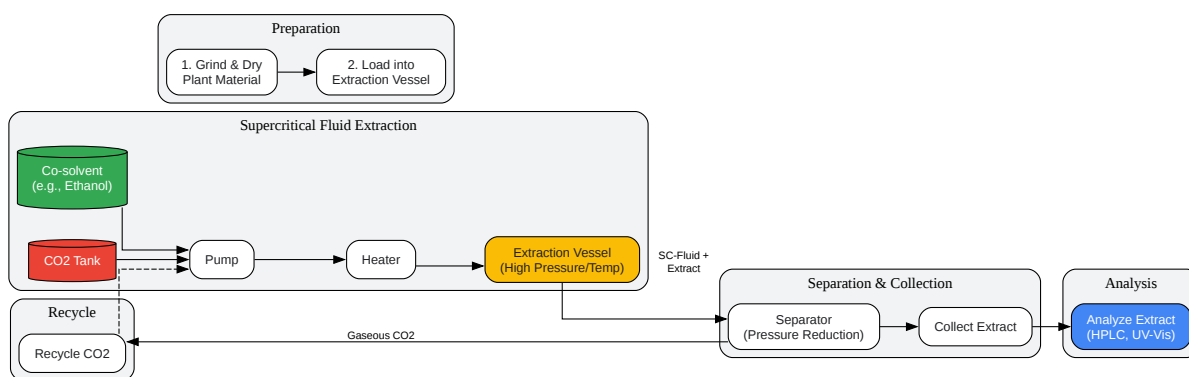 Preparation
1. Grind & Dry
Plant Material
2. Load into
Extraction Vessel
Supercritical Fluid Extraction
Co-solvent
(e.g., Ethanol)
CO2 Tank
Pump
Heater
Extraction Vessel
(High Pressure/Temp)
SC-Fluid +
Extract
Separation & Collection
Separator
(Pressure Reduction)
Collect Extract
Analysis
Analyze Extract
(HPLC, UV-Vis)
Recycle
Recycle CO2
Gaseous CO2